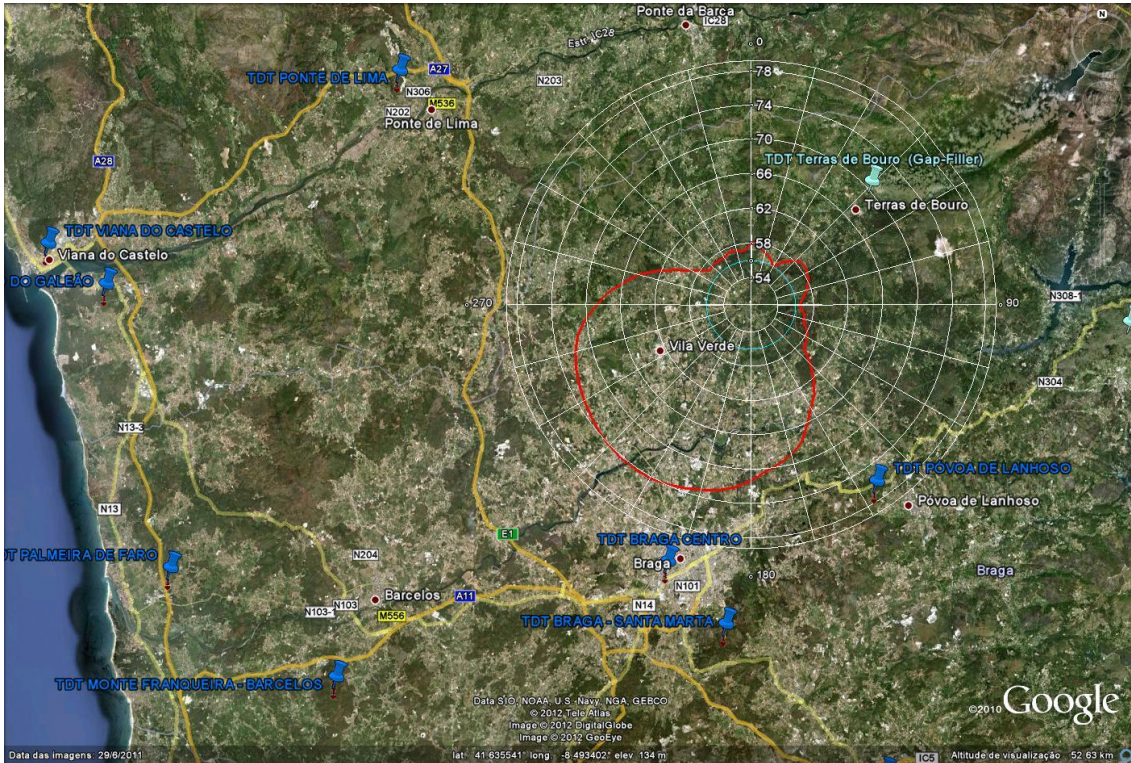 Ponte da Barca
IC28
Estr. IC28
N
0
TDT PONTE DE LIMA
A27
N203
78
N306
M536
N202
Ponte de Lima
74
70
A28
TDT Terras de Bouro (Gap-Filler)
66
Terras de Bouro
62
TDT VIANA DO CASTELO
Viana do Castelo
58
DO GALEÃO
54
270
90
N308-1
Vila Verde
N304
N13-3
TDT PÓVOA DE LANHOSO
Póvoa de Lanhoso
N13
E1
TDT BRAGA CENTRO
DT PALMEIRA DE FARO
N204
Braga
180
Braga
N101
Barcelos
A11
N103
N103-1
N14
M556
TDT BRAGA - SANTA MARTA
TDT MONTE FRANQUEIRA - BARCELOS
Data SIO, NOAA, U.S. Navy, NGA, GEBCO
© 2012 Tele Atlas
Image © 2012 DigitalGlobe
Image © 2012 GeoEye
©2010 Google
Data das imagens: 29/6/2011
lat. 41.635541° long. -8.493402° elev 134 m
IC5
Altitude de visualização 52.63 km